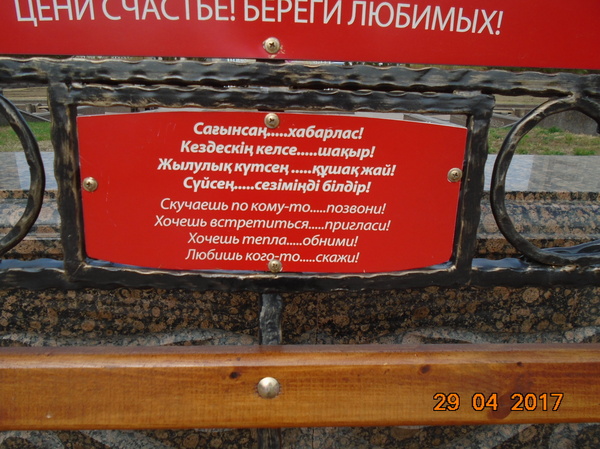 ЦЕНИ СЧАСТЬЕ! БЕРЕГИ ЛЮБИМЫХ!
Сағынсаң.....хабарлас!
Кездескің келсе.....шақыр!
Жылулық күтсең .....құшақ жай!
Сүйсең.....сезіміңді білдір!
Скучаешь по кому-то.....позвони!
Хочешь встретиться.....пригласи!
Хочешь тепла.....обними!
Любишь кого-то.....скажи!
29 04 2017